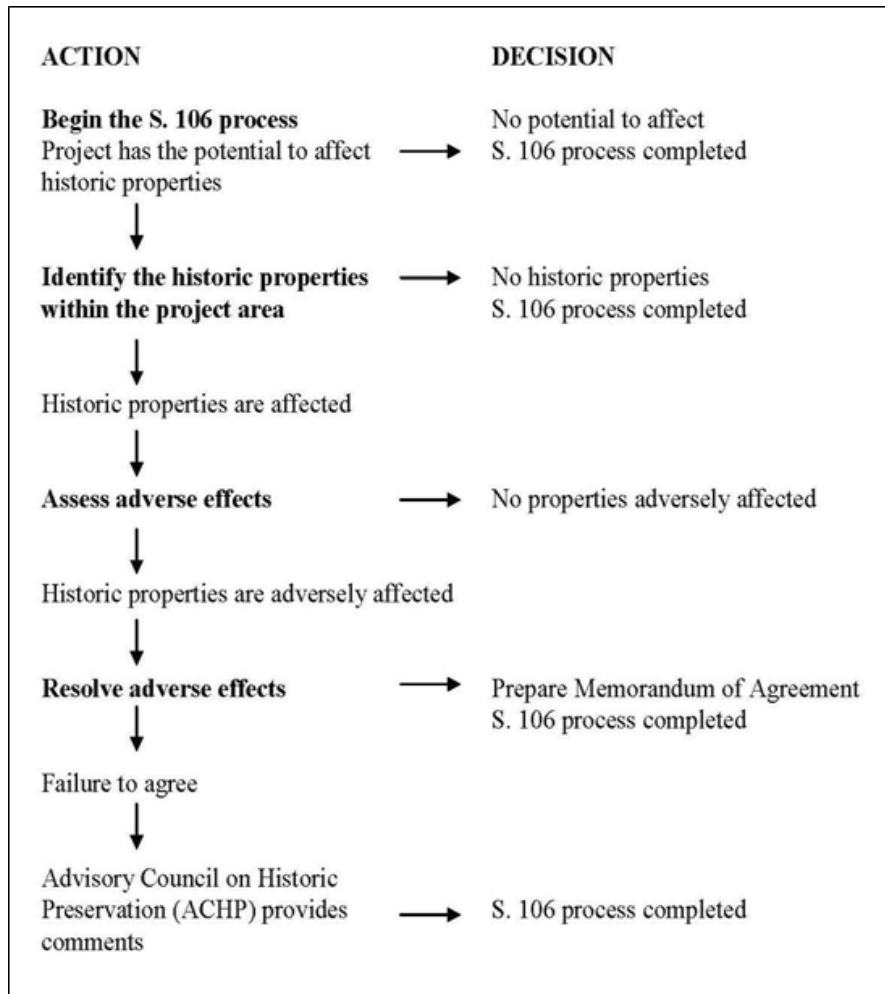 ACTION
DECISION
Begin the S. 106 process
Project has the potential to affect
historic properties
No potential to affect
S. 106 process completed
Identify the historic properties
within the project area
No historic properties
S. 106 process completed
Historic properties are affected
Assess adverse effects
No properties adversely affected
Historic properties are adversely affected
Resolve adverse effects
Prepare Memorandum of Agreement
S. 106 process completed
Failure to agree
Advisory Council on Historic
Preservation (ACHP) provides
comments
S. 106 process completed